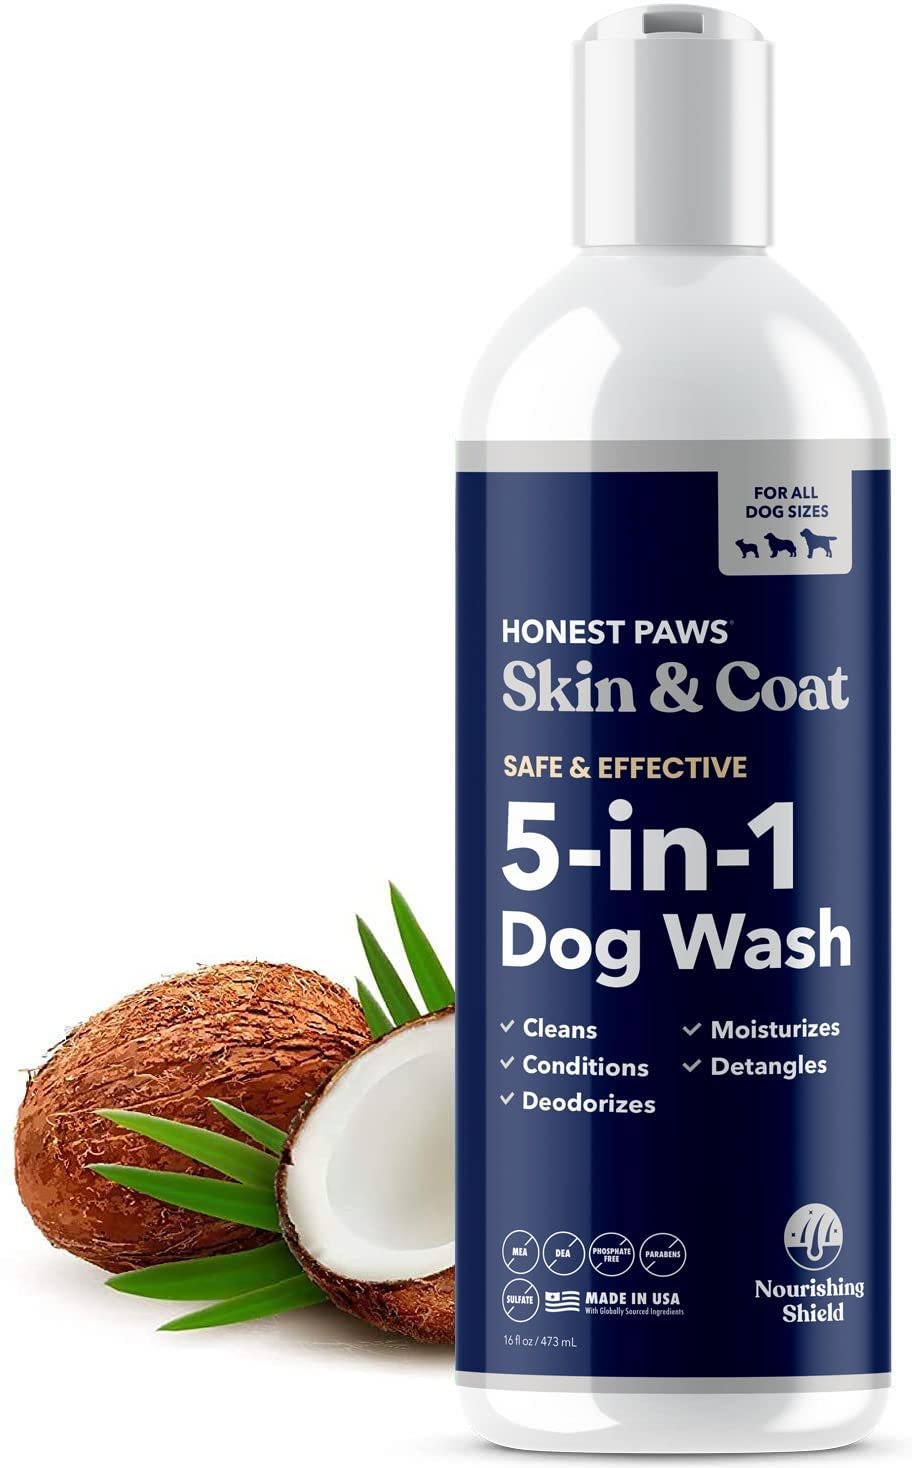 FOR ALL
DOG SIZES
HONEST PAWS®
Skin & Coat
SAFE & EFFECTIVE
5-in-1
Dog Wash
✓ Cleans
✓ Conditions
✓ Deodorizes
✓ Moisturizes
✓ Detangles
MEA
DEA
PHOSPHATE
FREE
PARABENS
SULFATE
MADE IN USA
With Globally Sourced Ingredients
16 fl oz / 473 mL
Nourishing
Shield